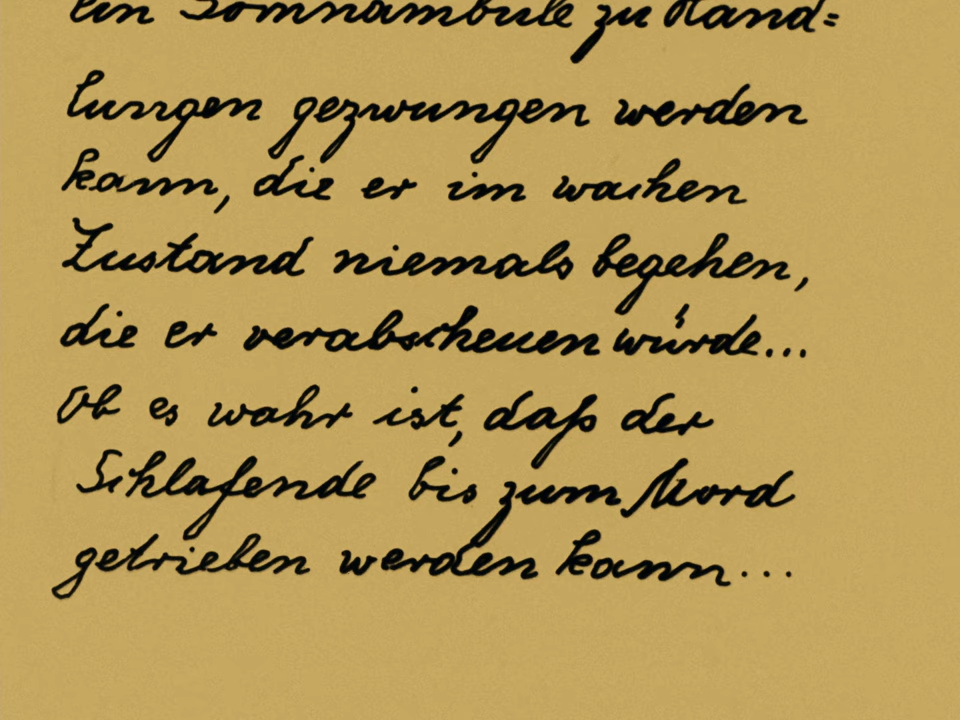 ein Somnambule zu Hand=
lungen gezwungen werden
kann, die er im wachen
Zustand niemals begehen,
die er verabscheuen würde...
Ob es wahr ist, daß der
Schlafende bis zum Mord
getrieben werden kann...